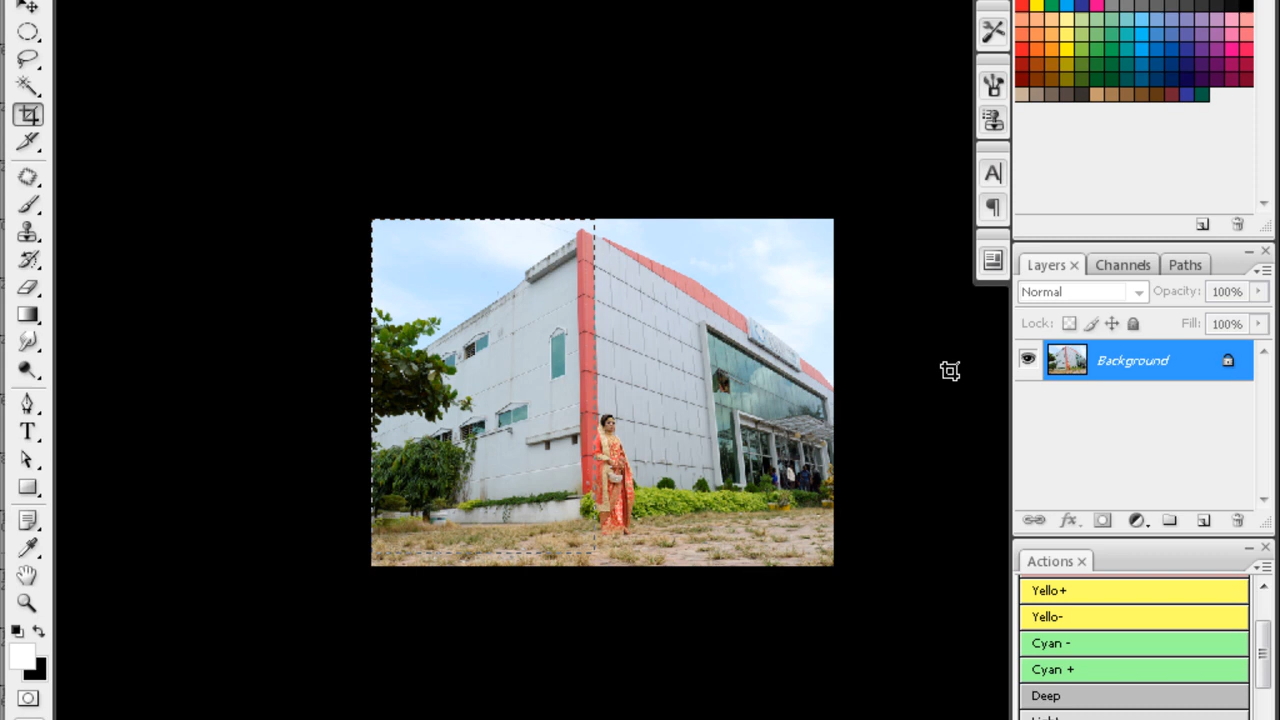 Layers
Channels
Paths
Normal
Opacity: 100%
Lock:
Fill: 100%
Background
Actions
Yello+
Yello-
Cyan -
Cyan +
Deep